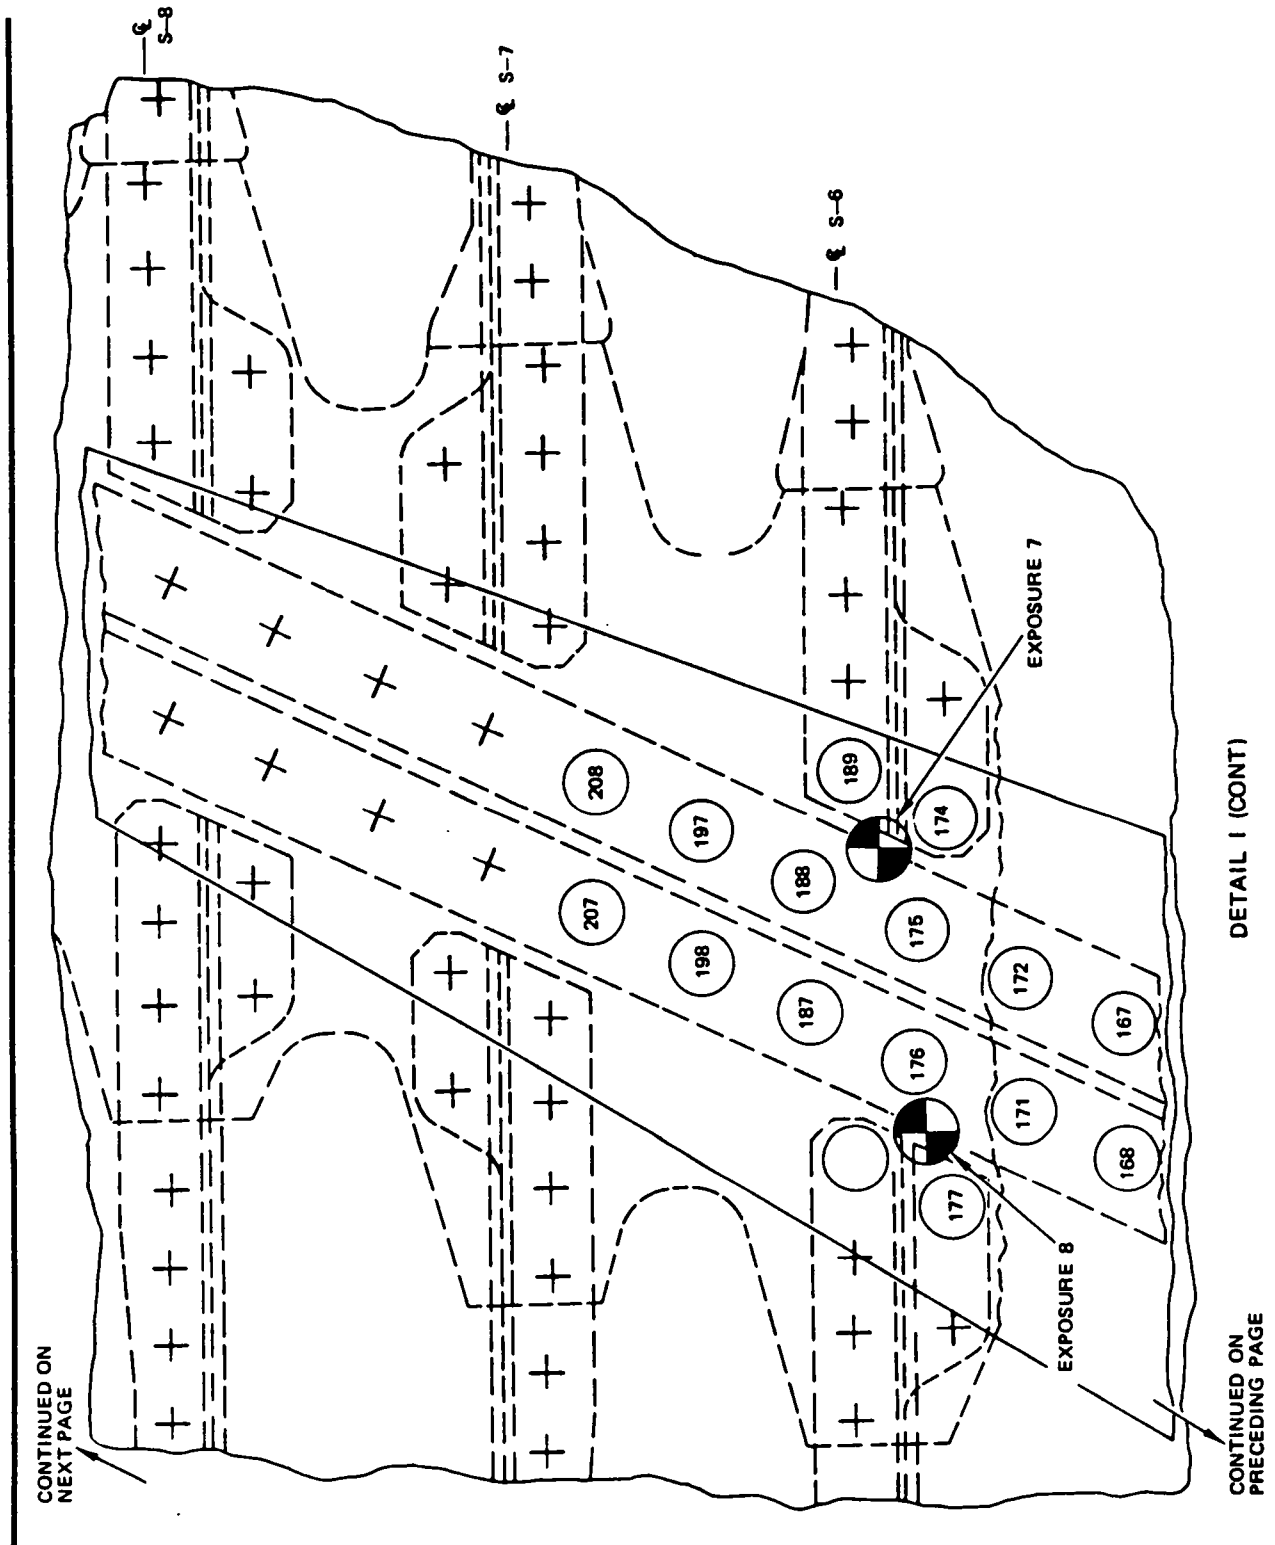 CONTINUED ON
NEXT PAGE
℄ S-8
℄ S-7
℄ S-6
208
207
197
198
189
188
187
174
175
176
177
172
171
167
168
EXPOSURE 7
EXPOSURE 8
CONTINUED ON
PRECEDING PAGE
DETAIL I (CONT)